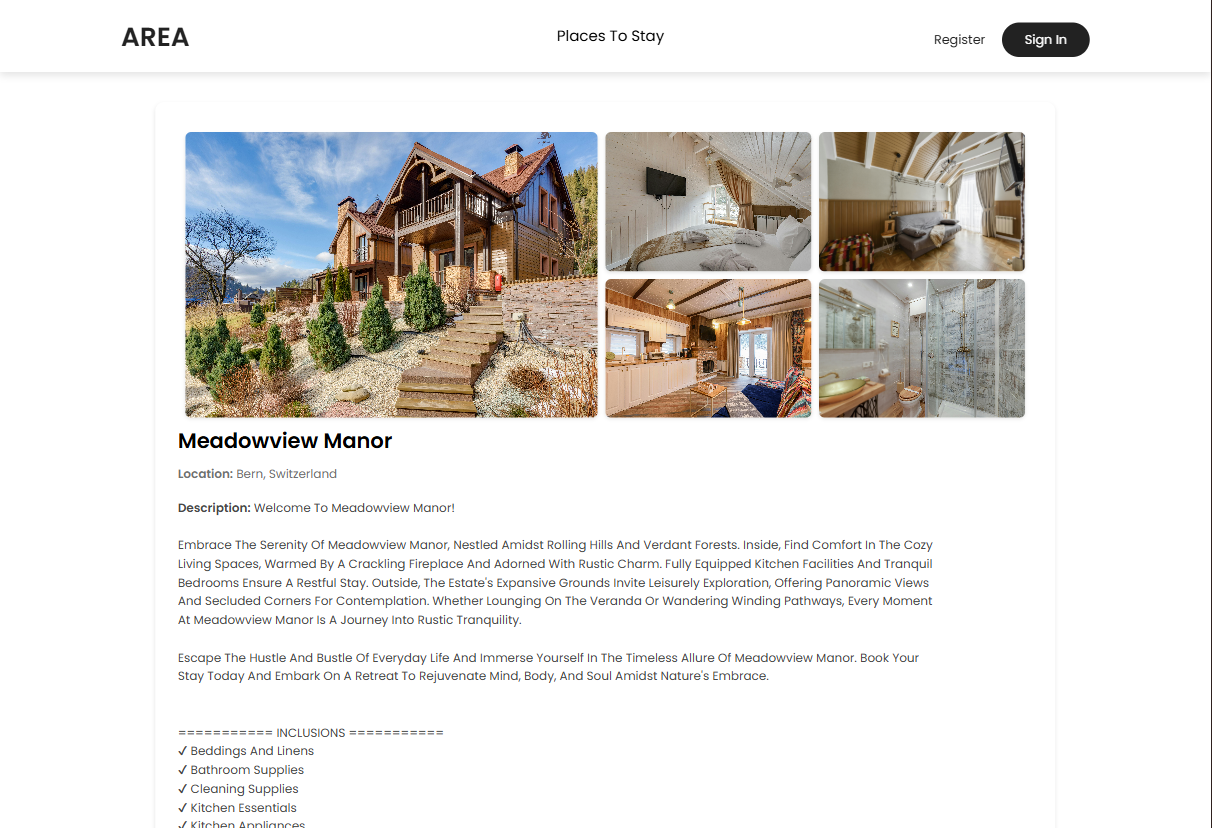 AREA
Places To Stay
Register
Sign In
Meadowview Manor
Location: Bern, Switzerland
Description: Welcome To Meadowview Manor!
Embrace The Serenity Of Meadowview Manor, Nestled Amidst Rolling Hills And Verdant Forests. Inside, Find Comfort In The Cozy
Living Spaces, Warmed By A Crackling Fireplace And Adorned With Rustic Charm. Fully Equipped Kitchen Facilities And Tranquil
Bedrooms Ensure A Restful Stay. Outside, The Estate's Expansive Grounds Invite Leisurely Exploration, Offering Panoramic Views
And Secluded Corners For Contemplation. Whether Lounging On The Veranda Or Wandering Winding Pathways, Every Moment
At Meadowview Manor Is A Journey Into Rustic Tranquility.
Escape The Hustle And Bustle Of Everyday Life And Immerse Yourself In The Timeless Allure Of Meadowview Manor. Book Your
Stay Today And Embark On A Retreat To Rejuvenate Mind, Body, And Soul Amidst Nature's Embrace.
=========== INCLUSIONS ===========
✓ Beddings And Linens
✓ Bathroom Supplies
✓ Cleaning Supplies
✓ Kitchen Essentials
✓ Kitchen Appliances